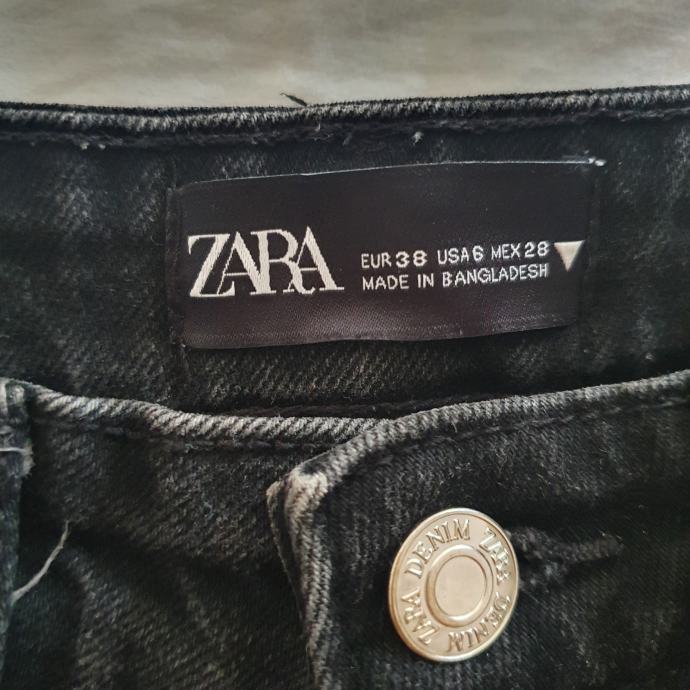 ZARA
EUR 38 USA 6 MEX 28
MADE IN BANGLADESH
ZARA DENIM ZARA DENIM